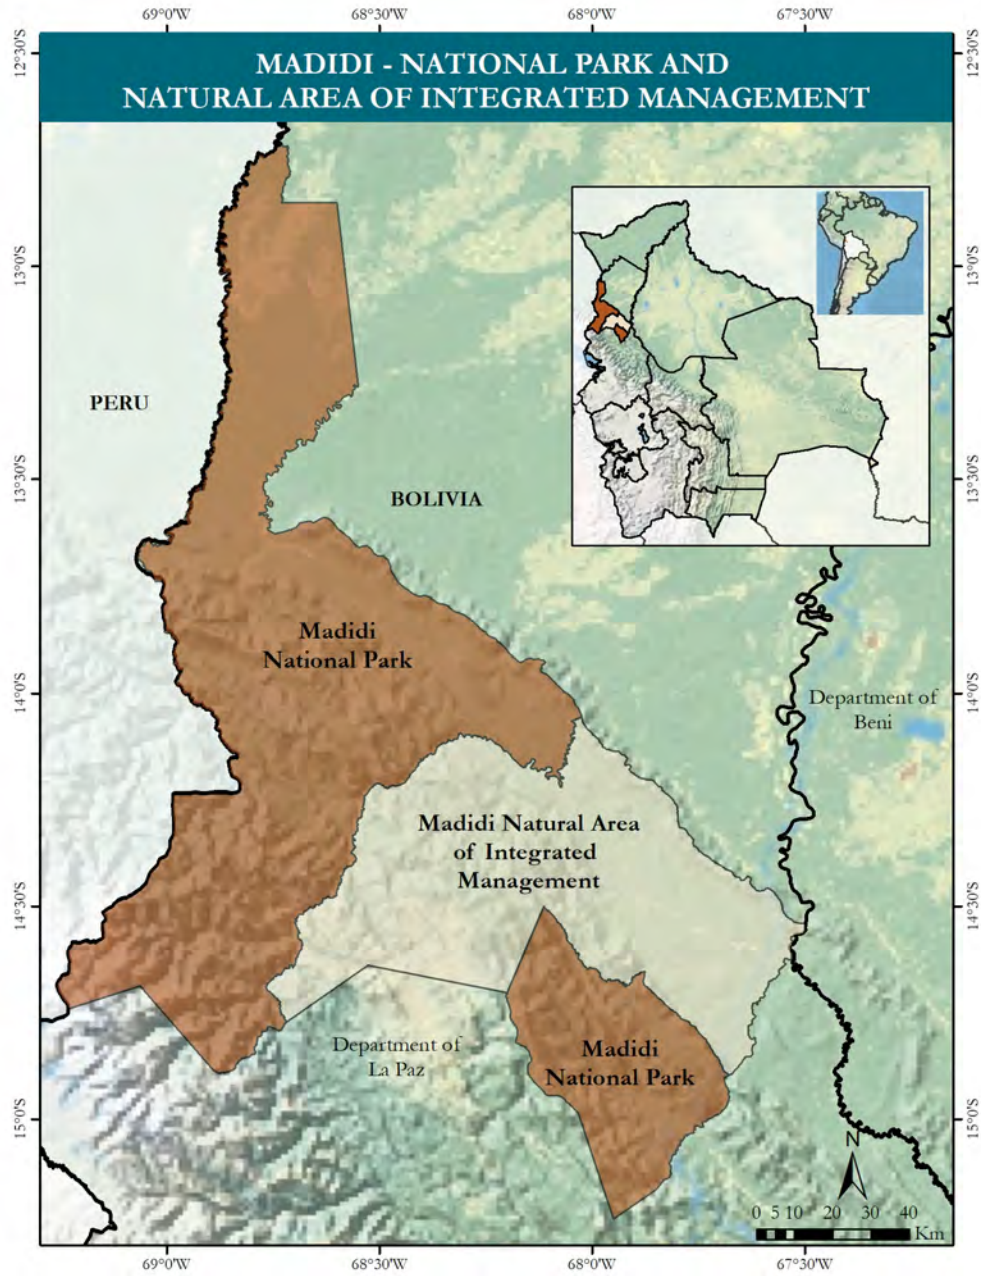 69°0'W 68°30'W 68°0'W 67°30'W
12°30'S 12°30'S
MADIDI - NATIONAL PARK AND
NATURAL AREA OF INTEGRATED MANAGEMENT
13°0'S 13°0'S
PERU
13°30'S 13°30'S
BOLIVIA
Madidi
National Park
14°0'S 14°0'S
Department of
Beni
Madidi Natural Area
of Integrated
Management
14°30'S 14°30'S
Department of
La Paz
Madidi
National Park
15°0'S 15°0'S
N
0 5 10 20 30 40
Km
69°0'W 68°30'W 68°0'W 67°30'W